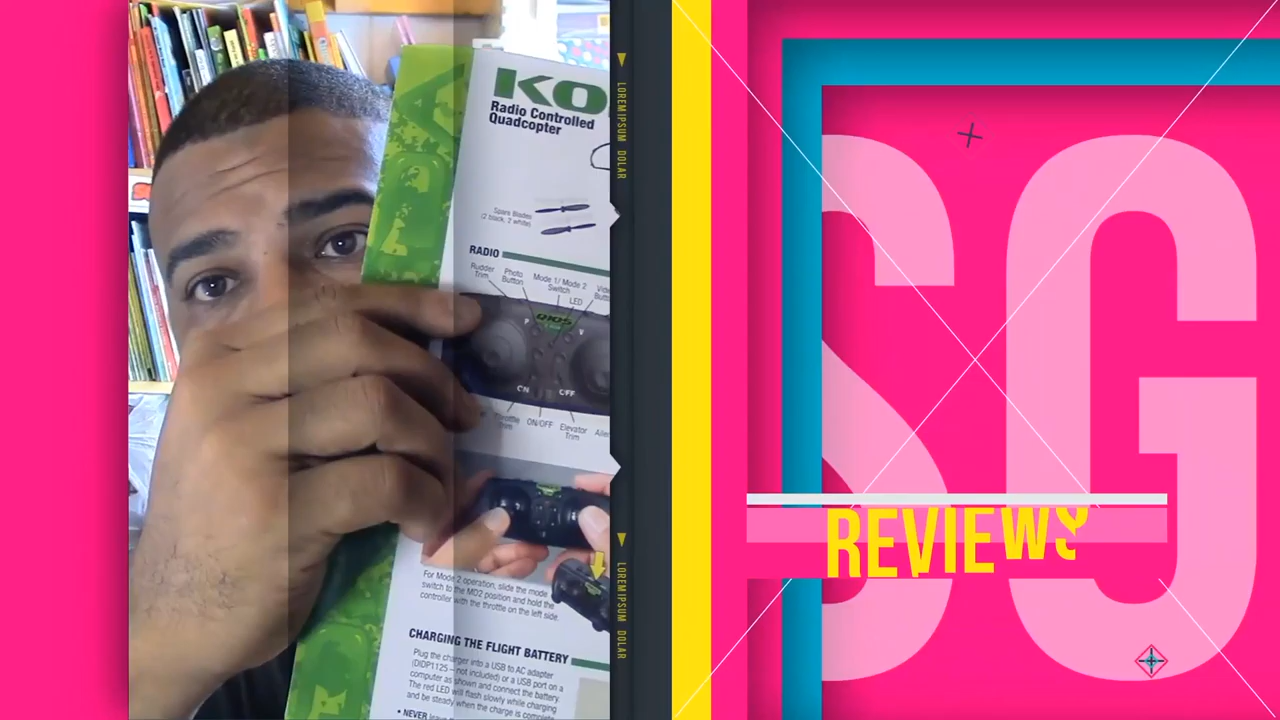 KO
Radio Controlled
Quadcopter
Spare Blades
(2 black, 2 white)
RADIO
Rudder
Trim
Photo
Button
Mode 1/ Mode 2
Switch
LED
P
Q105
V
ON
OFF
Throttle
Trim
ON/OFF
Elevator
Trim
For Mode 2 operation, slide the mode
switch to the MD2 position and hold the
controller with the throttle on the left side.
CHARGING THE FLIGHT BATTERY
Plug the charger into a USB to AC adapter
(DIDP1125 – not included) or a USB port on a
computer as shown and connect the battery.
The red LED will flash slowly while charging
and be steady when the charge is complete.
• NEVER
LOREM IPSUM DOLAR
LOREM IPSUM DOLAR
SG
REVIEWS